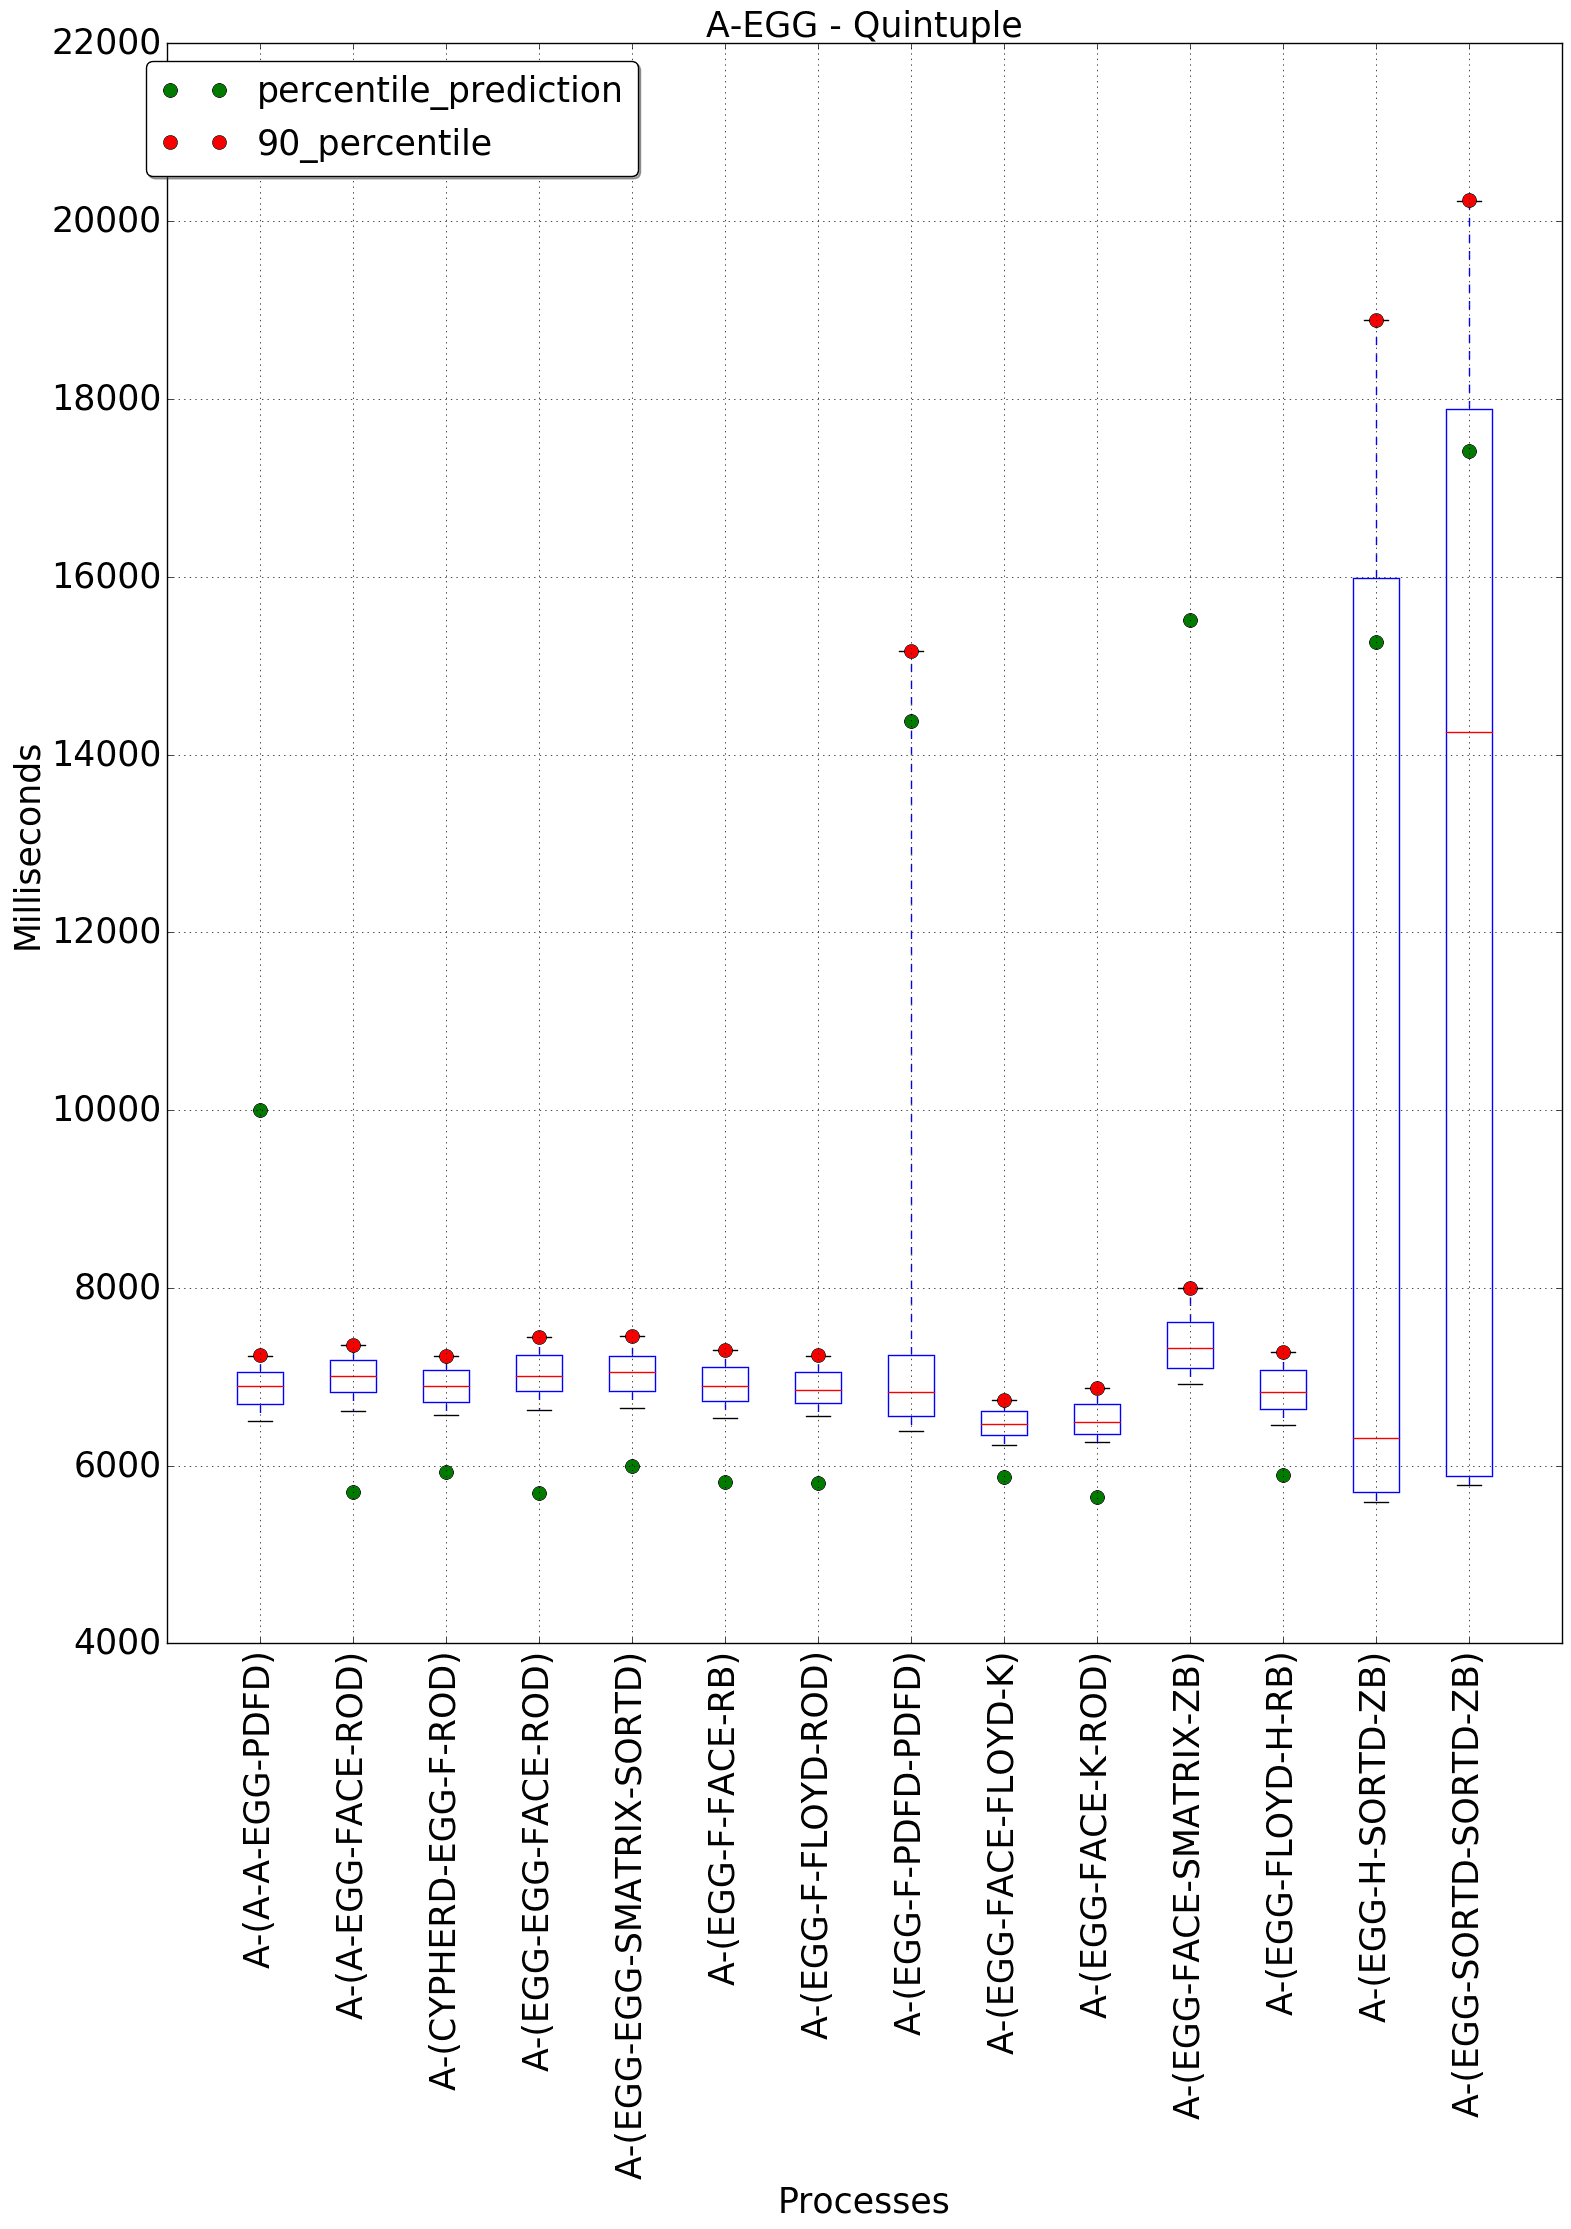 A-EGG - Quintuple
percentile_prediction
90_percentile
22000
20000
18000
16000
14000
12000
10000
8000
6000
4000
Milliseconds
A-(A-A-EGG-PDFD)
A-(A-EGG-FACE-ROD)
A-(CYPHERD-EGG-F-ROD)
A-(EGG-EGG-FACE-ROD)
A-(EGG-EGG-SMATRIX-SORTD)
A-(EGG-F-FACE-RB)
A-(EGG-F-FLOYD-ROD)
A-(EGG-F-PDFD-PDFD)
A-(EGG-FACE-FLOYD-K)
A-(EGG-FACE-K-ROD)
A-(EGG-FACE-SMATRIX-ZB)
A-(EGG-FLOYD-H-RB)
A-(EGG-H-SORTD-ZB)
A-(EGG-SORTD-SORTD-ZB)
Processes